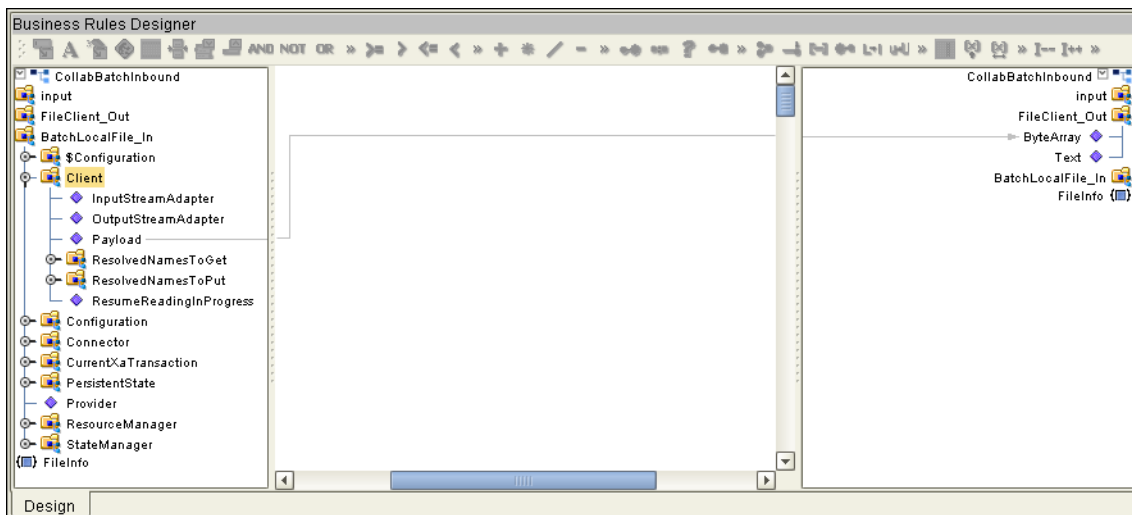 Business Rules Designer
A AND NOT OR » >= > <= < » + * / - » ? » » I-- I++ »
CollabBatchInbound
input
FileClient_Out
BatchLocalFile_In
$Configuration
Client
InputStreamAdapter
OutputStreamAdapter
Payload
ResolvedNamesToGet
ResolvedNamesToPut
ResumeReadingInProgress
Configuration
Connector
CurrentXaTransaction
PersistentState
Provider
ResourceManager
StateManager
FileInfo
CollabBatchInbound
input
FileClient_Out
ByteArray
Text
BatchLocalFile_In
FileInfo
Design